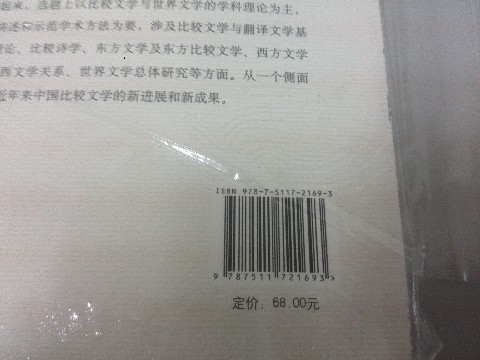 起来，选题上以比较文学与世界文学的学科理论为主，
讲述和示范学术方法为要，涉及比较文学与翻译文学基
理论、比较诗学、东方文学及东方比较文学、西方文学
西文学关系、世界文学总体研究等方面。从一个侧面
近年来中国比较文学的新进展和新成果。
ISBN 978-7-5117-2169-3
9 787511 721693 >
定价：68.00元